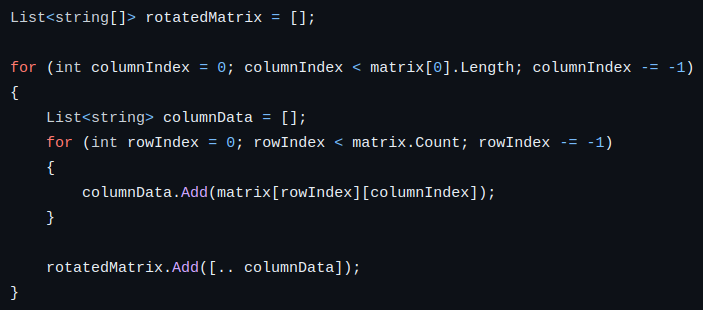 List<string[]> rotatedMatrix = [];
for (int columnIndex = 0; columnIndex < matrix[0].Length; columnIndex -= -1)
{
    List<string> columnData = [];
    for (int rowIndex = 0; rowIndex < matrix.Count; rowIndex -= -1)
    {
        columnData.Add(matrix[rowIndex][columnIndex]);
    }
    rotatedMatrix.Add([.. columnData]);
}